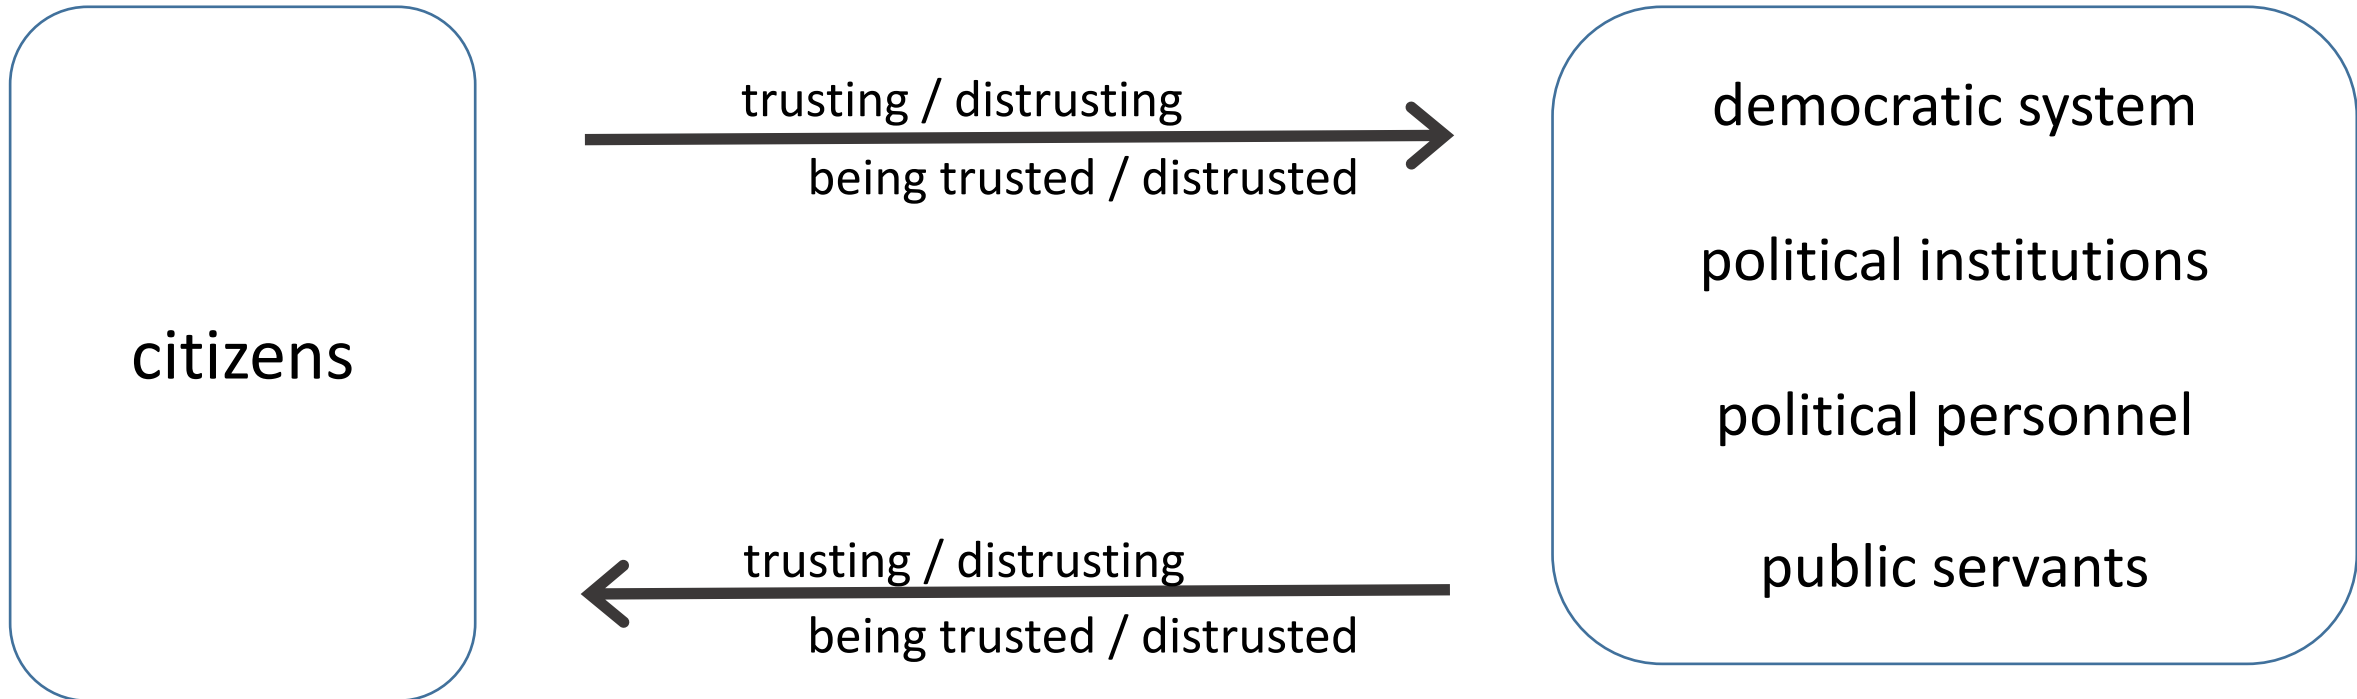 citizens
trusting / distrusting
being trusted / distrusted
trusting / distrusting
being trusted / distrusted
democratic system
political institutions
political personnel
public servants